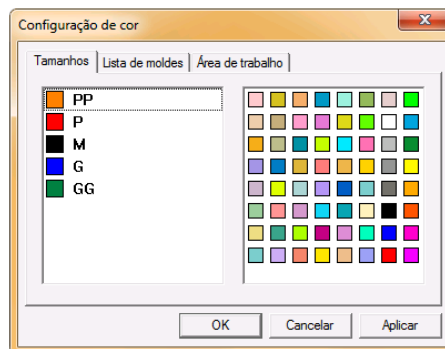 Configuração de cor
Tamanhos
Lista de moldes
Área de trabalho
PP
P
M
G
GG
OK
Cancelar
Aplicar